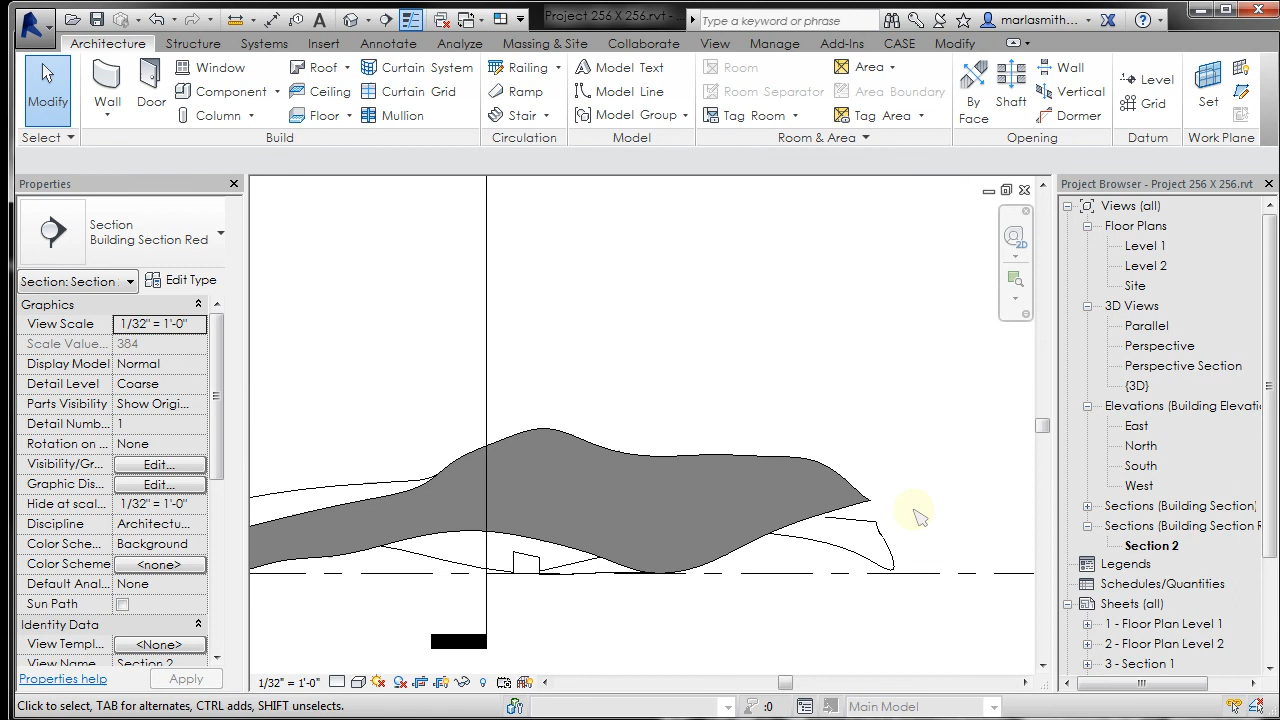 Project 256 X 256.rvt - ...
Type a keyword or phrase
marlasmith...
Architecture Structure Systems Insert Annotate Analyze Massing & Site Collaborate View Manage Add-Ins CASE Modify
Modify
Wall
Door
Window
Component
Column
Roof
Ceiling
Floor
Curtain System
Curtain Grid
Mullion
Railing
Ramp
Stair
Model Text
Model Line
Model Group
Room
Room Separator
Tag Room
Area
Area Boundary
Tag Area
By
Face
Shaft
Wall
Vertical
Dormer
Level
Grid
Set
Select Build Circulation Model Room & Area Opening Datum Work Plane
Properties
Section
Building Section Red
Section: Section
Edit Type
Graphics
View Scale 1/32" = 1'-0"
Scale Value... 384
Display Model Normal
Detail Level Coarse
Parts Visibility Show Origi...
Detail Numb... 1
Rotation on ... None
Visibility/Gr... Edit...
Graphic Dis... Edit...
Hide at scal... 1/32" = 1'-0"
Discipline Architectu...
Color Sche... Background
Color Scheme <none>
Default Anal... None
Sun Path
Identity Data
View Templ... <None>
View Name Section 2
Properties help
Apply
2D
1/32" = 1'-0"
Project Browser - Project 256 X 256.rvt
Views (all)
Floor Plans
Level 1
Level 2
Site
3D Views
Parallel
Perspective
Perspective Section
{3D}
Elevations (Building Elevatio
East
North
South
West
Sections (Building Section)
Sections (Building Section R
Section 2
Legends
Schedules/Quantities
Sheets (all)
1 - Floor Plan Level 1
2 - Floor Plan Level 2
3 - Section 1
Click to select, TAB for alternates, CTRL adds, SHIFT unselects.
:0
Main Model